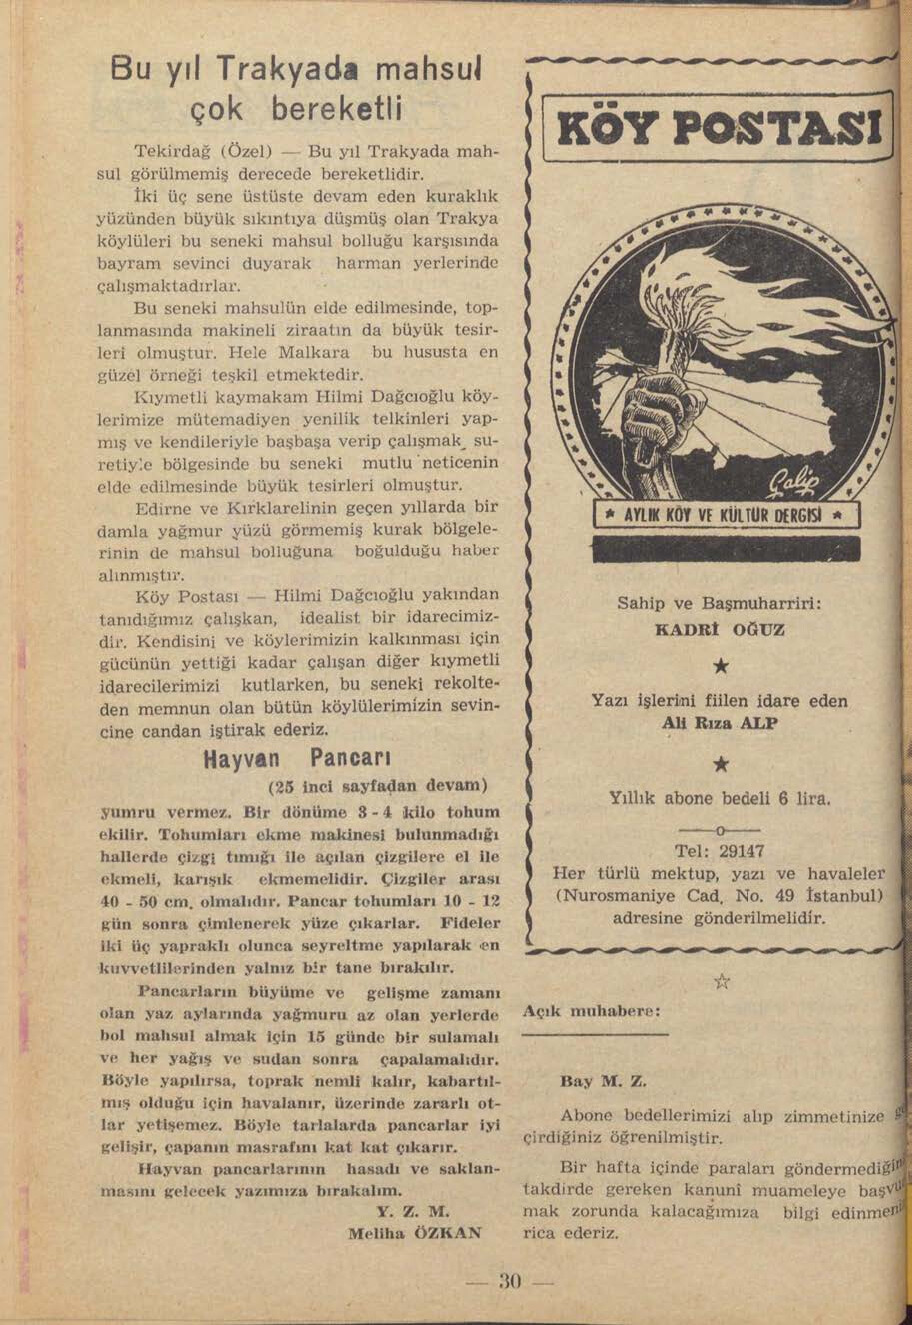 Bu yıl Trakyada mahsul
çok bereketli
Tekirdağ (Özel) — Bu yıl Trakyada mah-
sul görülmemiş derecede bereketlidir.
İki üç sene üstüste devam eden kuraklık
yüzünden büyük sıkıntıya düşmüş olan Trakya
köylüleri bu seneki mahsul bolluğu karşısında
bayram sevinci duyarak harman yerlerinde
çalışmaktadırlar.
Bu seneki mahsulün elde edilmesinde, top-
lanmasında makineli ziraatın da büyük tesir-
leri olmuştur. Hele Malkara bu hususta en
güzel örneği teşkil etmektedir.
Kıymetli kaymakam Hilmi Dağcıoğlu köy-
lerimize mütemadiyen yenilik telkinleri yap-
mış ve kendileriyle başbaşa verip çalışmak su-
retiyle bölgesinde bu seneki mutlu neticenin
elde edilmesinde büyük tesirleri olmuştur.
Edirne ve Kırklarelinin geçen yıllarda bir
damla yağmur yüzü görmemiş kurak bölgele-
rinin de mahsul bolluğuna boğulduğu haber
alınmıştır.
Köy Postası — Hilmi Dağcıoğlu yakından
tanıdığımız çalışkan, idealist bir idarecimiz-
dir. Kendisini ve köylerimizin kalkınması için
gücünün yettiği kadar çalışan diğer kıymetli
idarecilerimizi kutlarken, bu seneki rekolte-
den memnun olan bütün köylülerimizin sevin-
cine candan iştirak ederiz.
Hayvan Pancarı
(25 inci sayfadan devam)
yumru vermez. Bir dönüme 3 - 4 kilo tohum
ekilir. Tohumları ekme makinesi bulunmadığı
hallerde çizgi tımığı ile açılan çizgilere el ile
ekmeli, karışık ekmemelidir. Çizgiler arası
40 - 50 cm. olmalıdır. Pancar tohumları 10 - 12
gün sonra çimlenerek yüze çıkarlar. Fideler
iki üç yapraklı olunca seyreltme yapılarak en
kuvvetlilerinden yalnız bir tane bırakılır.
Pancarların büyüme ve gelişme zamanı
olan yaz aylarında yağmuru az olan yerlerde
bol mahsul almak için 15 günde bir sulamalı
ve her yağış ve sudan sonra çapalamalıdır.
Böyle yapılırsa, toprak nemli kalır, kabartıl-
mış olduğu için havalanır, üzerinde zararlı ot-
lar yetişemez. Böyle tarlalarda pancarlar iyi
gelişir, çapanın masrafını kat kat çıkarır.
Hayvan pancarlarının hasadı ve saklan-
masını gelecek yazımıza bırakalım.
Y. Z. M.
Meliha ÖZKAN
KÖY POSTASI
Galip
★ AYLIK KÖY VE KÜLTÜR DERGİSİ ★
Sahip ve Başmuharriri:
KADRİ OĞUZ
★
Yazı işlerini fiilen idare eden
Ali Rıza ALP
★
Yıllık abone bedeli 6 lira.
Tel: 29147
Her türlü mektup, yazı ve havaleler
(Nurosmaniye Cad. No. 49 İstanbul)
adresine gönderilmelidir.
☆
Açık muhabere:
Bay M. Z.
Abone bedellerimizi alıp zimmetinize ge
çirdiğiniz öğrenilmiştir.
Bir hafta içinde paraları göndermediğin
takdirde gereken kanunî muameleye başvu
mak zorunda kalacağımıza bilgi edinmen
rica ederiz.
— 30 —